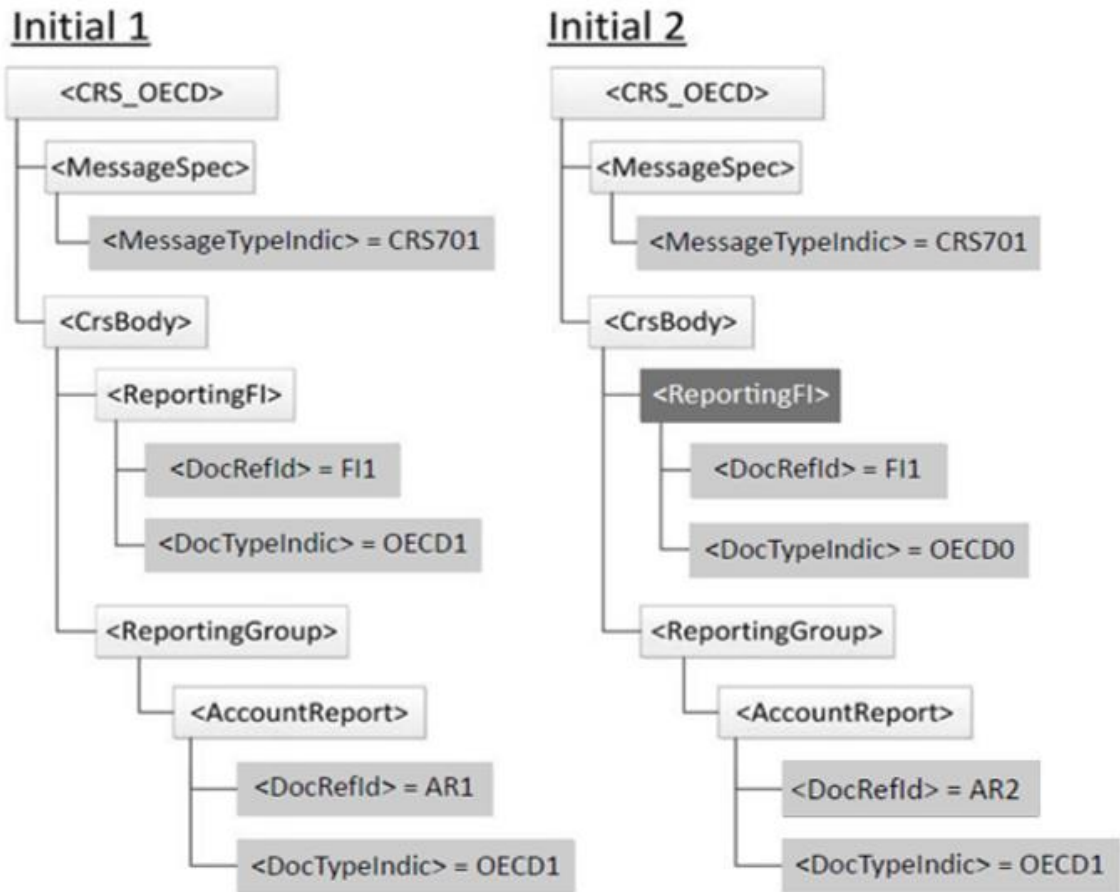 Initial 1
<CRS_OECD>
<MessageSpec>
<MessageTypeIndic> = CRS701
<CrsBody>
<ReportingFI>
<DocRefId> = FI1
<DocTypeIndic> = OECD1
<ReportingGroup>
<AccountReport>
<DocRefId> = AR1
<DocTypeIndic> = OECD1
Initial 2
<CRS_OECD>
<MessageSpec>
<MessageTypeIndic> = CRS701
<CrsBody>
<ReportingFI>
<DocRefId> = FI1
<DocTypeIndic> = OECD0
<ReportingGroup>
<AccountReport>
<DocRefId> = AR2
<DocTypeIndic> = OECD1